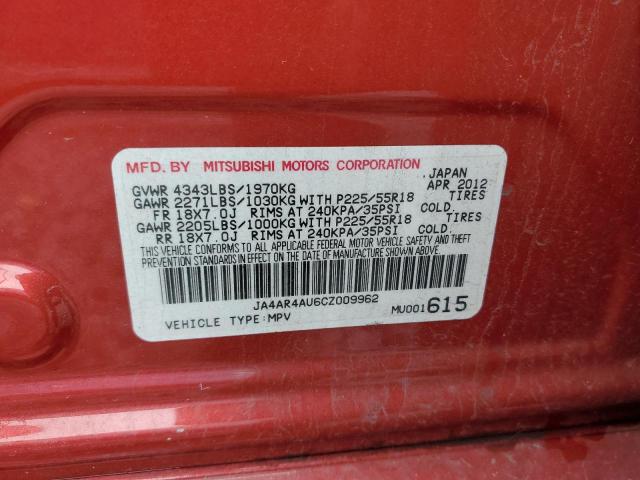 MFD. BY MITSUBISHI MOTORS CORPORATION JAPAN
GVWR 4343LBS/1970KG APR 2012
GAWR 2271LBS/1030KG WITH P225/55R18 TIRES
FR 18X7.0J RIMS AT 240KPA/35PSI COLD.
GAWR 2205LBS/1000KG WITH P225/55R18 TIRES
RR 18X7.0J RIMS AT 240KPA/35PSI COLD.
THIS VEHICLE CONFORMS TO ALL APPLICABLE FEDERAL MOTOR VEHICLE SAFETY AND THEFT
PREVENTION STANDARDS IN EFFECT ON THE DATE OF MANUFACTURE SHOWN ABOVE.
JA4AR4AU6CZ009962
VEHICLE TYPE:MPV MU001615